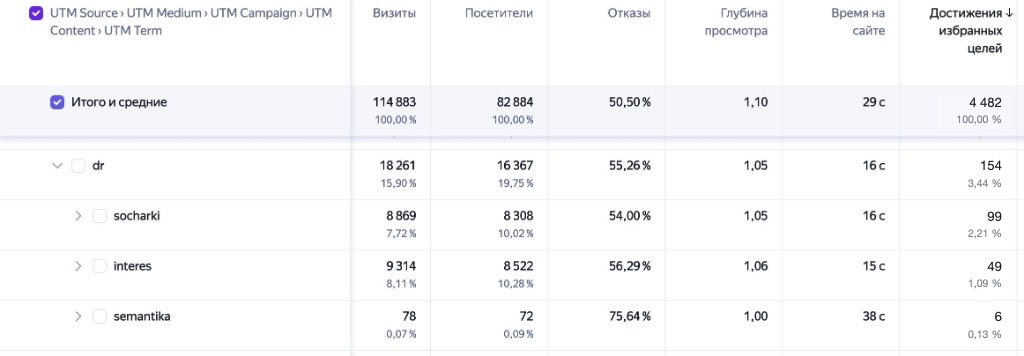 UTM Source › UTM Medium › UTM Campaign › UTM Content › UTM Term
Визиты
Посетители
Отказы
Глубина просмотра
Время на сайте
Достижения избранных целей ↓
Итого и средние 114 883 82 884 50,50 % 1,10 29 с 4 482
100,00 % 100,00 % 100,00 %
dr 18 261 16 367 55,26 % 1,05 16 с 154
15,90 % 19,75 % 3,44 %
socharki 8 869 8 308 54,00 % 1,05 16 с 99
7,72 % 10,02 % 2,21 %
interes 9 314 8 522 56,29 % 1,06 15 с 49
8,11 % 10,28 % 1,09 %
semantika 78 72 75,64 % 1,00 38 с 6
0,07 % 0,09 % 0,13 %